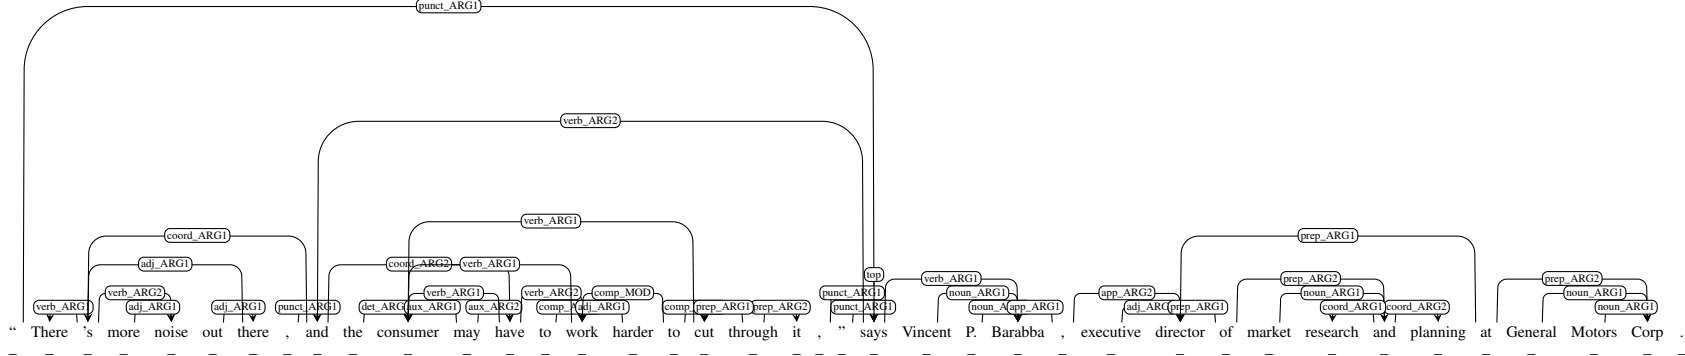 punct_ARG1
verb_ARG2
verb_ARG1
coord_ARG1 prep_ARG1
adj_ARG1 coord_ARG2 verb_ARG1
top verb_ARG1 prep_ARG2 prep_ARG2
verb_ARG2 verb_ARG1 verb_ARG2 comp_MOD punct_ARG1 noun_ARG1 app_ARG2 noun_ARG1 noun_ARG1
verb_ARG1 adj_ARG1 adj_ARG1 punct_ARG1 aux_ARG1 aux_ARG2 adj_ARG1 prep_ARG1 prep_ARG2 punct_ARG1 app_ARG1 prep_ARG1 coord_ARG1 coord_ARG2 noun_ARG1
“ There ’s more noise out there , and the consumer may have to work harder to cut through it , ” says Vincent P. Barabba , executive director of market research and planning at General Motors Corp .
_ _ _ _ _ _ _ _ _ _ _ _ _ _ _ _ _ _ _ _ _ _ _ _ _ _ _ _ _ _ _ _ _ _ _ _ _ _ _ _